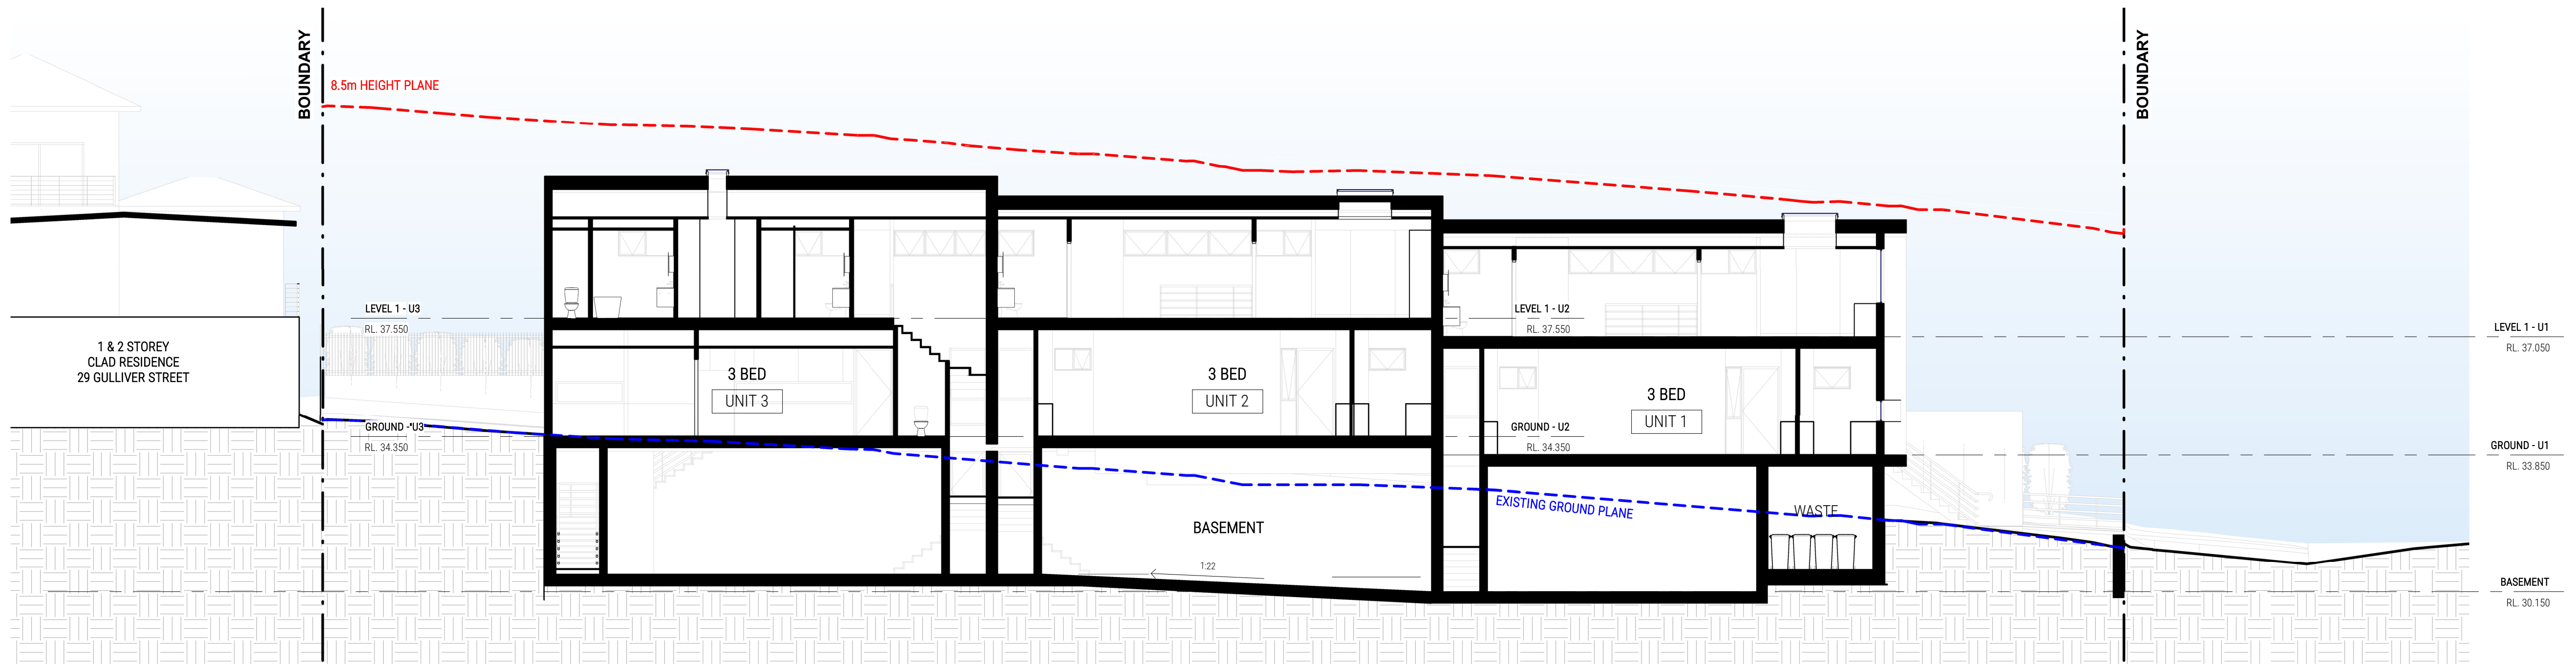 BOUNDARY
BOUNDARY
8.5m HEIGHT PLANE
LEVEL 1 - U3
RL. 37.550
LEVEL 1 - U2
RL. 37.550
LEVEL 1 - U1
RL. 37.050
1 & 2 STOREY
CLAD RESIDENCE
29 GULLIVER STREET
3 BED
UNIT 3
3 BED
UNIT 2
3 BED
UNIT 1
GROUND - U3
RL. 34.350
GROUND - U2
RL. 34.350
GROUND - U1
RL. 33.850
EXISTING GROUND PLANE
WASTE
BASEMENT
1:22
BASEMENT
RL. 30.150